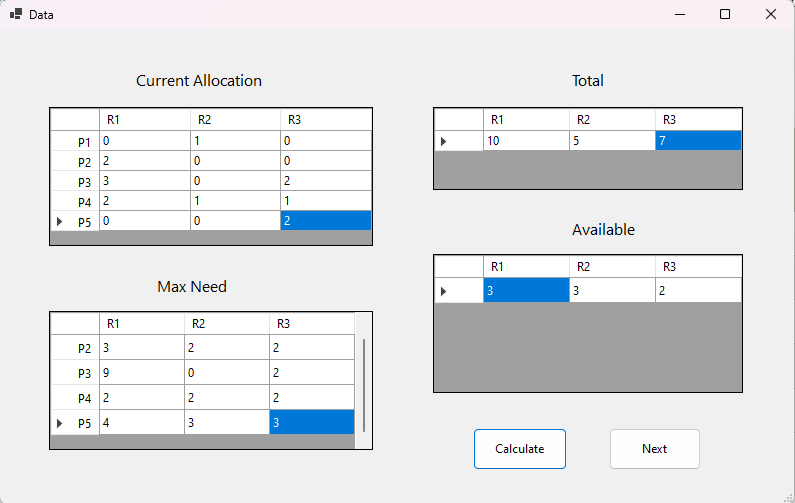 Data
Current Allocation
R1 R2 R3
P1 0 1 0
P2 2 0 0
P3 3 0 2
P4 2 1 1
P5 0 0 2
Max Need
R1 R2 R3
P2 3 2 2
P3 9 0 2
P4 2 2 2
P5 4 3 3
Total
R1 R2 R3
10 5 7
Available
R1 R2 R3
3 3 2
Calculate Next